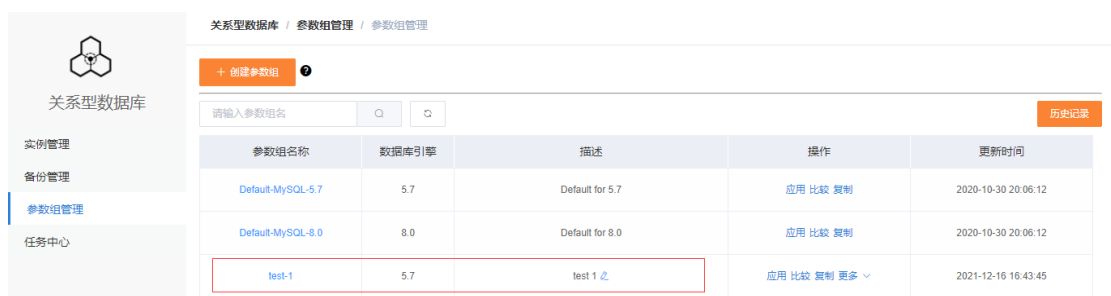 关系型数据库 / 参数组管理 / 参数组管理
+ 创建参数组
关系型数据库
请输入参数组名
历史记录
实例管理
备份管理
参数组管理
任务中心
参数组名称 数据库引擎 描述 操作 更新时间
Default-MySQL-5.7 5.7 Default for 5.7 应用 比较 复制 2020-10-30 20:06:12
Default-MySQL-8.0 8.0 Default for 8.0 应用 比较 复制 2020-10-30 20:06:12
test-1 5.7 test 1 应用 比较 复制 更多 2021-12-16 16:43:45